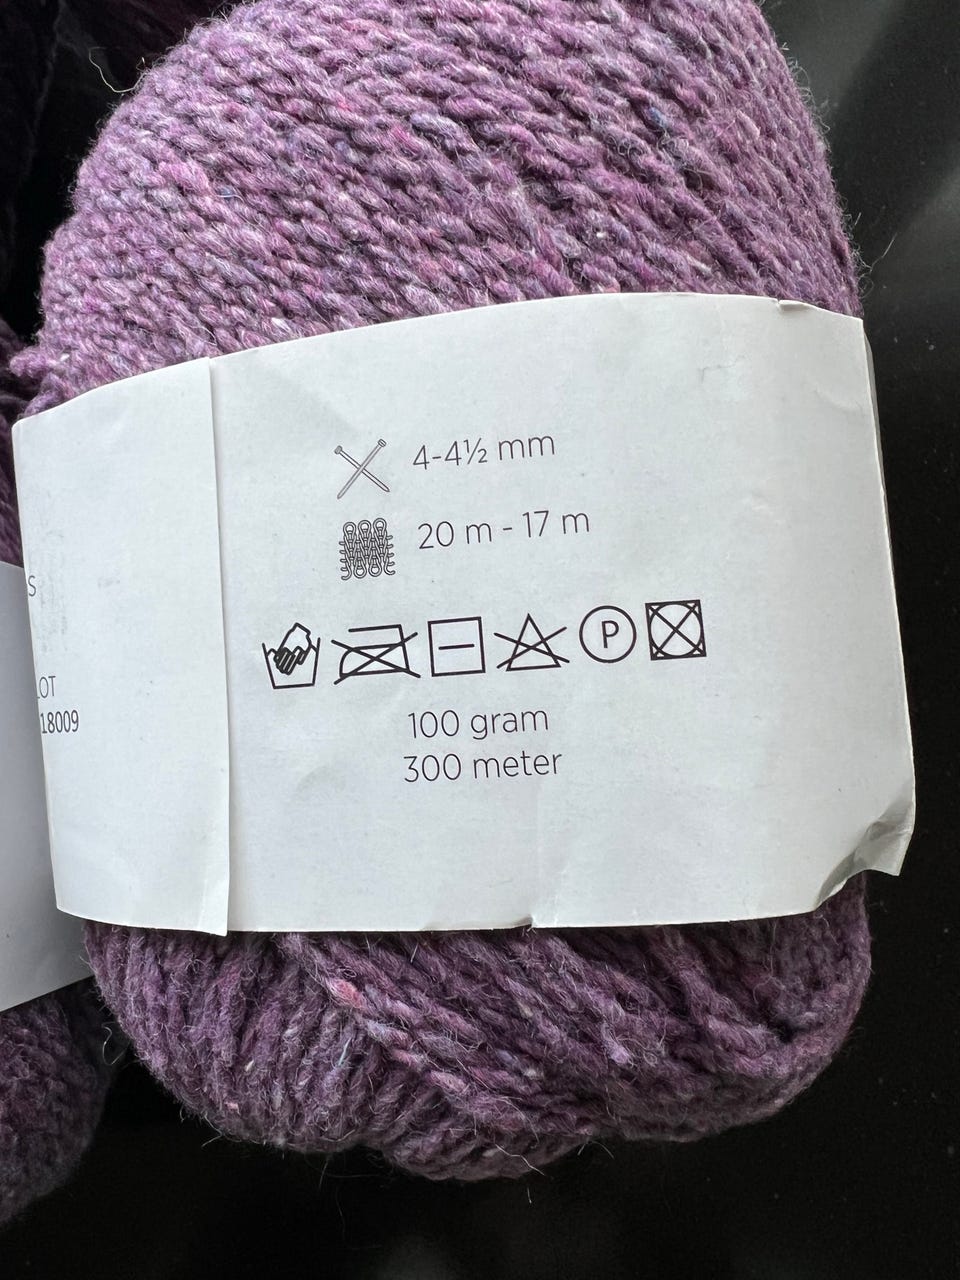 4-4½ mm
20 m - 17 m
P
100 gram
300 meter
S
LOT
18009